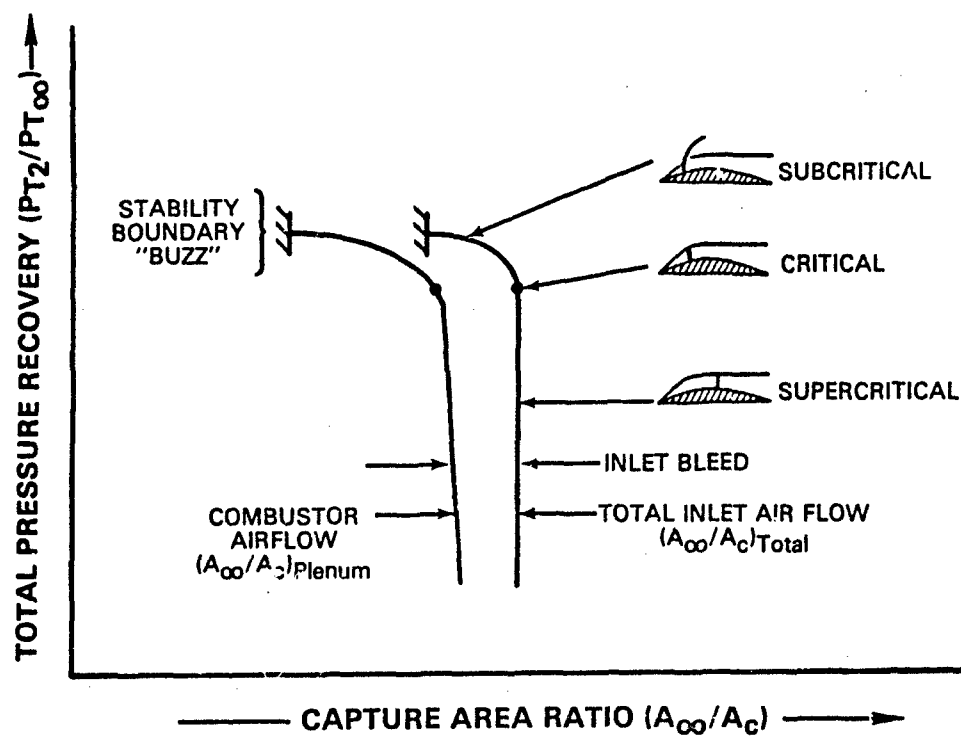 TOTAL PRESSURE RECOVERY (PT2/PT∞)
STABILITY
BOUNDARY
"BUZZ"
SUBCRITICAL
CRITICAL
SUPERCRITICAL
INLET BLEED
COMBUSTOR
AIRFLOW
(A∞/Ac)Plenum
TOTAL INLET AIR FLOW
(A∞/Ac)Total
CAPTURE AREA RATIO (A∞/Ac)